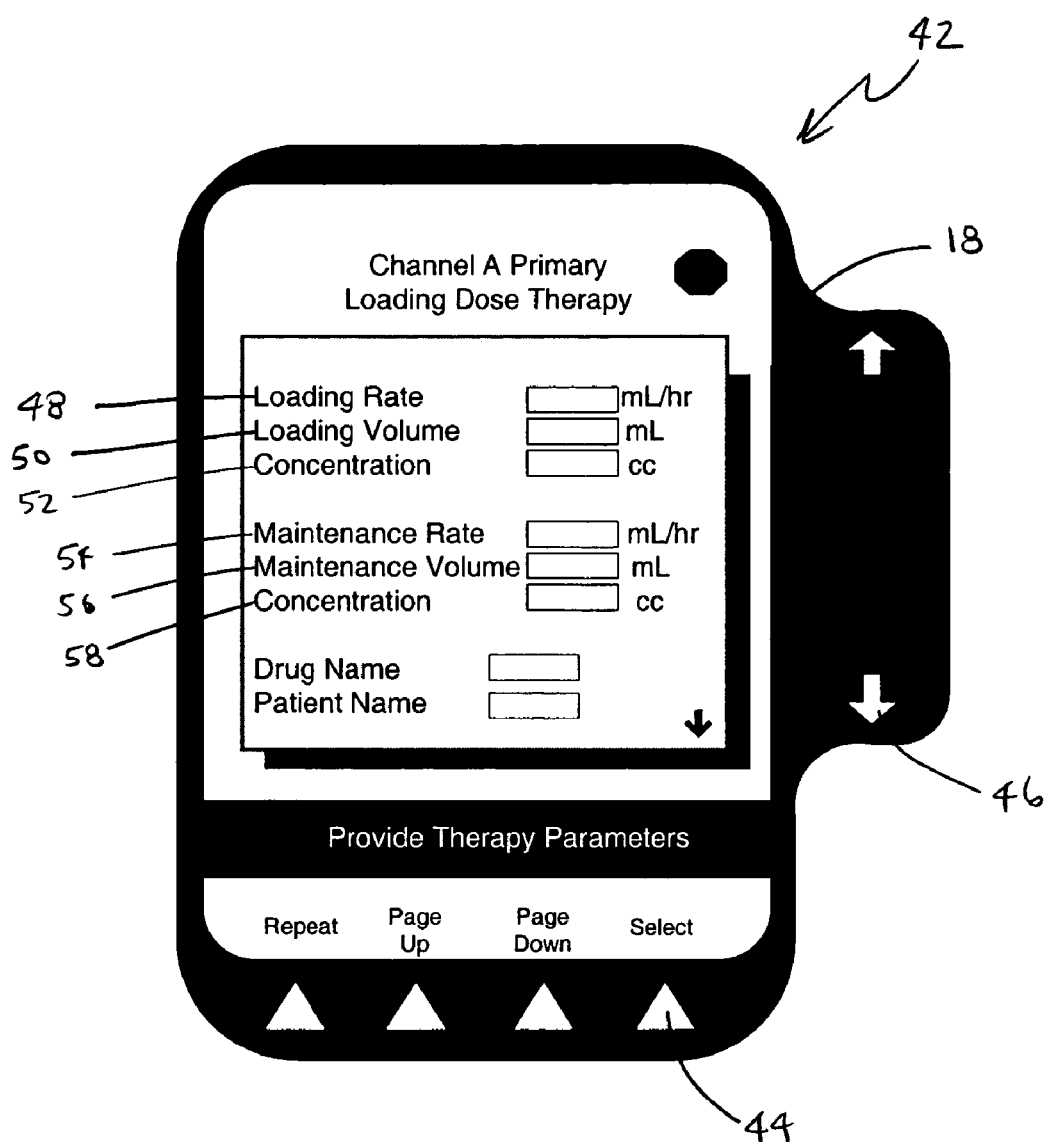 42
18
Channel A Primary
Loading Dose Therapy
48 Loading Rate mL/hr
50 Loading Volume mL
52 Concentration cc
54 Maintenance Rate mL/hr
56 Maintenance Volume mL
58 Concentration cc
Drug Name
Patient Name
46
Provide Therapy Parameters
Repeat Page Up Page Down Select
44